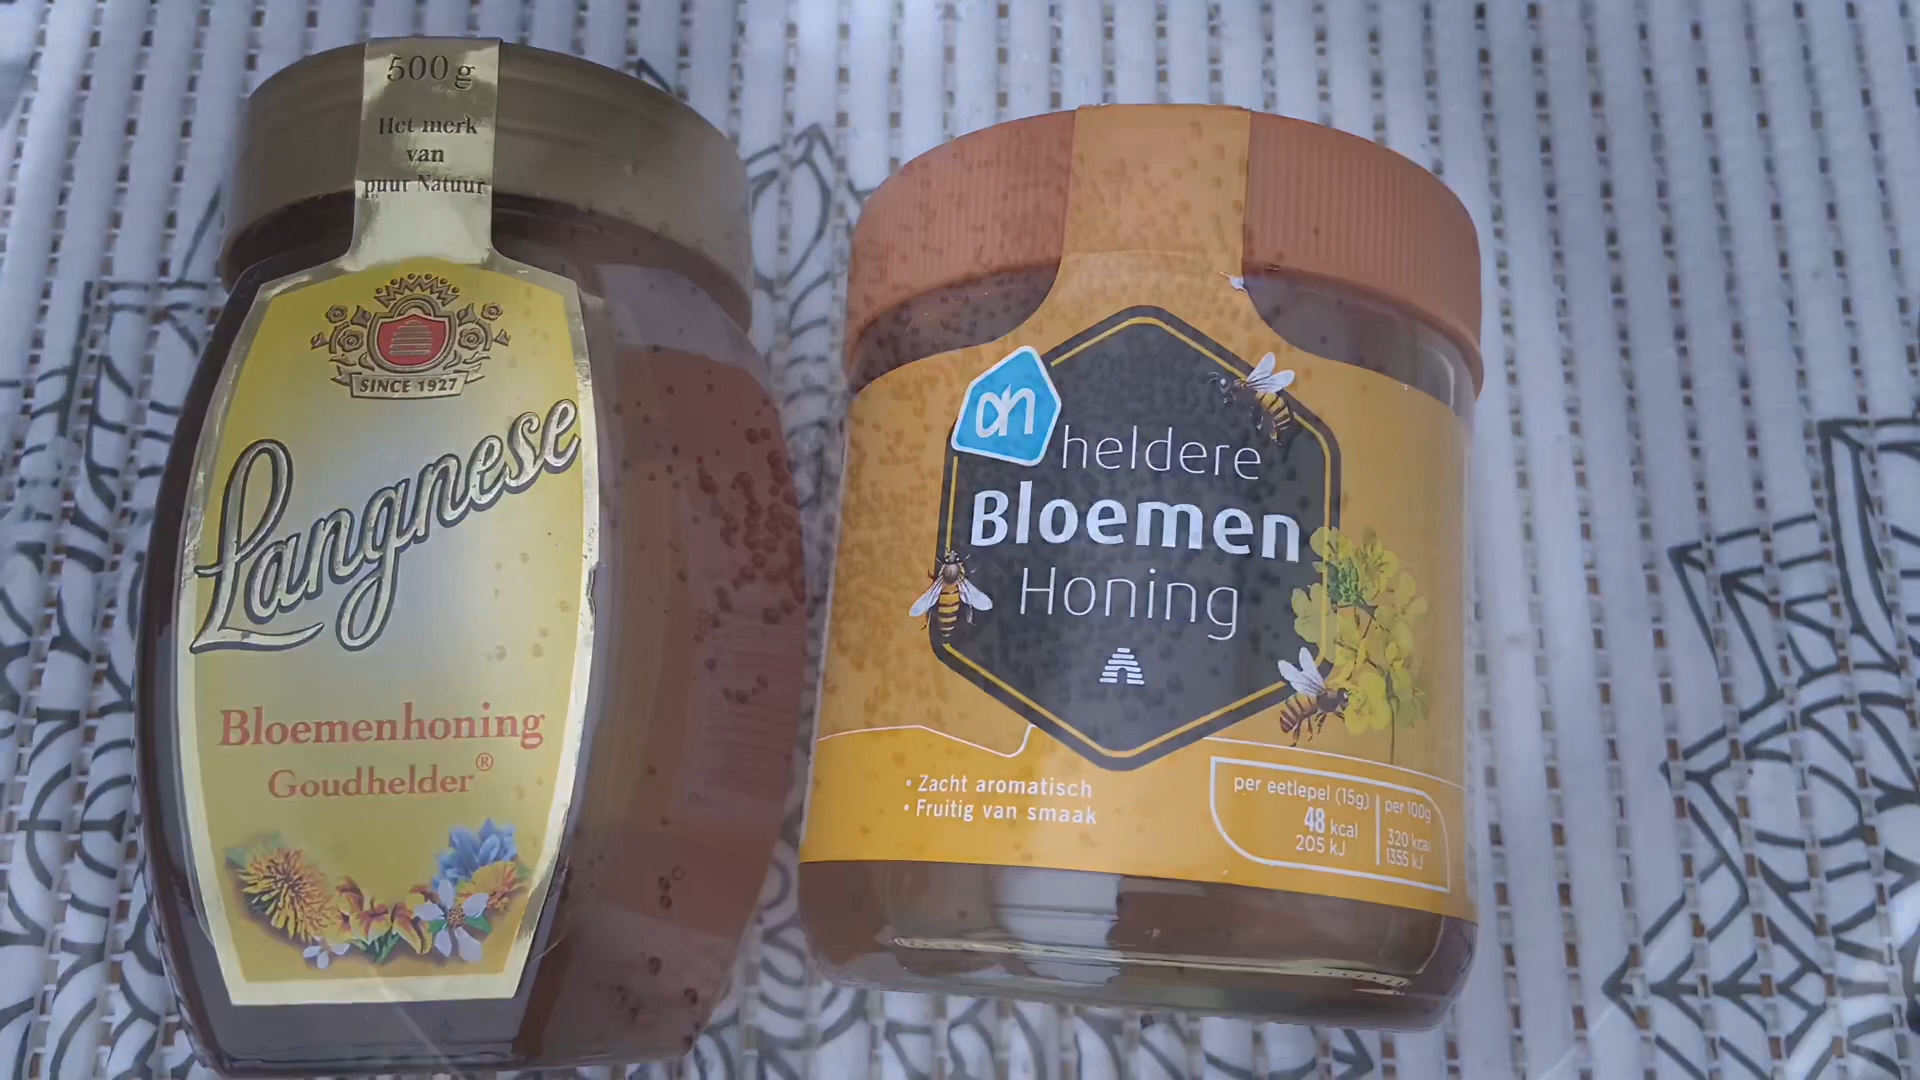 500 g
Het merk
van
puur Natuur
SINCE 1927
Langnese
Bloemenhoning
Goudhelder®
ah
heldere
Bloemen
Honing
• Zacht aromatisch
• Fruitig van smaak
per eetlepel (15g)
48 kcal
205 kJ
per 100g
320 kcal
1355 kJ